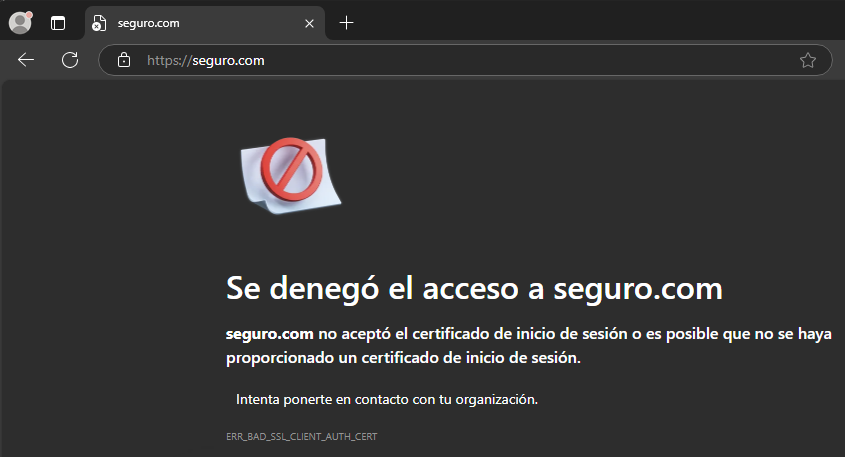 seguro.com
https://seguro.com
Se denegó el acceso a seguro.com
seguro.com no aceptó el certificado de inicio de sesión o es posible que no se haya
proporcionado un certificado de inicio de sesión.
Intenta ponerte en contacto con tu organización.
ERR_BAD_SSL_CLIENT_AUTH_CERT